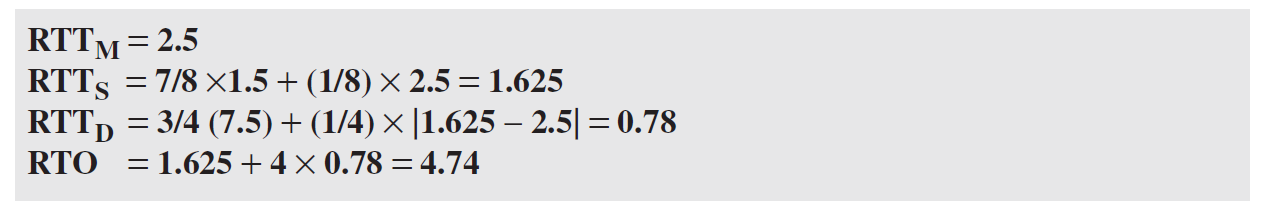 RTTM = 2.5
RTTS = 7/8 ×1.5 + (1/8) × 2.5 = 1.625
RTTD = 3/4 (7.5) + (1/4) × |1.625 – 2.5| = 0.78
RTO = 1.625 + 4 × 0.78 = 4.74